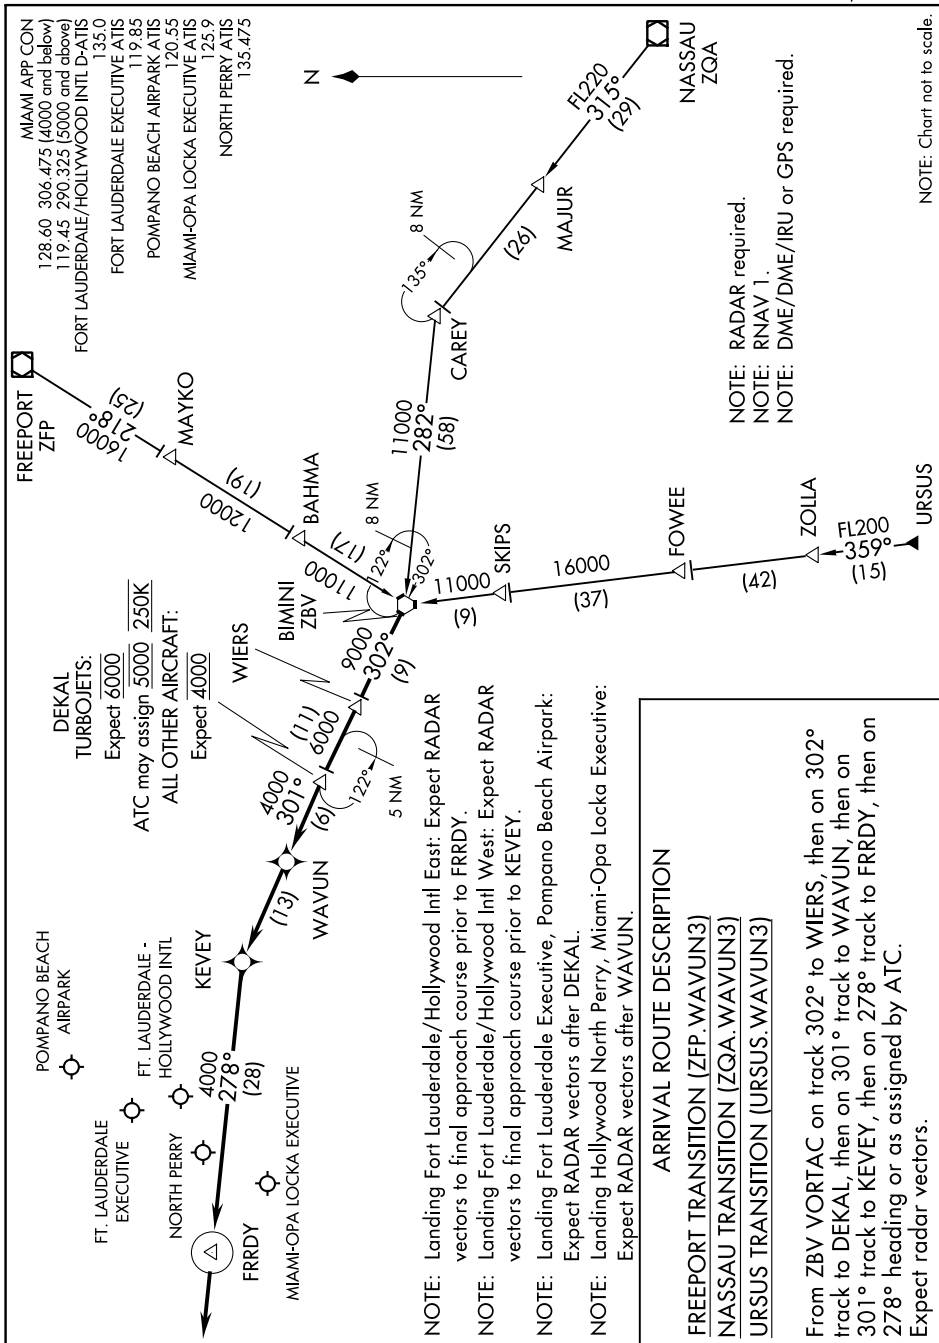 MIAMI APP CON
128.60 306.475 (4000 and below)
119.45 290.325 (5000 and above)
FORT LAUDERDALE/HOLLYWOOD INTL D-ATIS
135.0
FORT LAUDERDALE EXECUTIVE ATIS
119.85
POMPANO BEACH AIRPARK ATIS
120.55
MIAMI-OPA LOCKA EXECUTIVE ATIS
125.9
NORTH PERRY ATIS
135.475
N
FREEPORT
ZFP
16000
218°
(25)
MAYKO
12000
(19)
BAHMA
11000
(17)
NASSAU
ZQA
FL220
315°
(29)
MAJUR
(26)
135°
8 NM
CAREY
11000
282°
(58)
8 NM
122°
302°
BIMINI
ZBV
SKIPS
11000
(9)
16000
(37)
FOWEE
(42)
ZOLLA
FL200
359°
(15)
URSUS
NOTE: RADAR required.
NOTE: RNAV 1.
NOTE: DME/DME/IRU or GPS required.
NOTE: Chart not to scale.
DEKAL
TURBOJETS:
Expect 6000
ATC may assign 5000 250K
ALL OTHER AIRCRAFT:
Expect 4000
WIERS
9000
302°
(9)
(11)
6000
122°
5 NM
4000
301°
(6)
WAVUN
(13)
KEVEY
4000
278°
(28)
FRRDY
POMPANO BEACH
AIRPARK
FT. LAUDERDALE
EXECUTIVE
FT. LAUDERDALE -
HOLLYWOOD INTL
NORTH PERRY
MIAMI-OPA LOCKA EXECUTIVE
NOTE: Landing Fort Lauderdale/Hollywood Intl East: Expect RADAR
vectors to final approach course prior to FRRDY.
NOTE: Landing Fort Lauderdale/Hollywood Intl West: Expect RADAR
vectors to final approach course prior to KEVEY.
NOTE: Landing Fort Lauderdale Executive, Pompano Beach Airpark:
Expect RADAR vectors after DEKAL.
NOTE: Landing Hollywood North Perry, Miami-Opa Locka Executive:
Expect RADAR vectors after WAVUN.
ARRIVAL ROUTE DESCRIPTION
FREEPORT TRANSITION (ZFP.WAVUN3)
NASSAU TRANSITION (ZQA.WAVUN3)
URSUS TRANSITION (URSUS.WAVUN3)
From ZBV VORTAC on track 302° to WIERS, then on 302°
track to DEKAL, then on 301° track to WAVUN, then on
301° track to KEVEY, then on 278° track to FRRDY, then on
278° heading or as assigned by ATC.
Expect radar vectors.